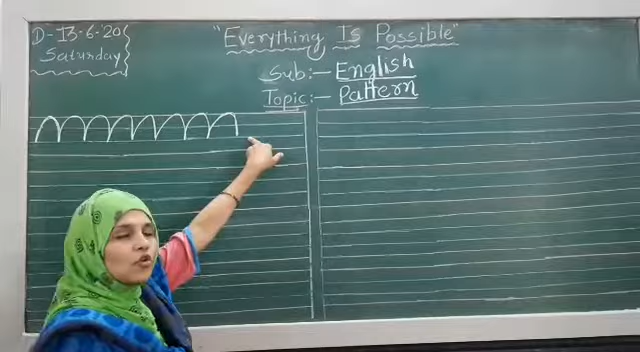 D-13-6-'20
Saturday
"Everything Is Possible"
Sub:- English
Topic:- Pattern